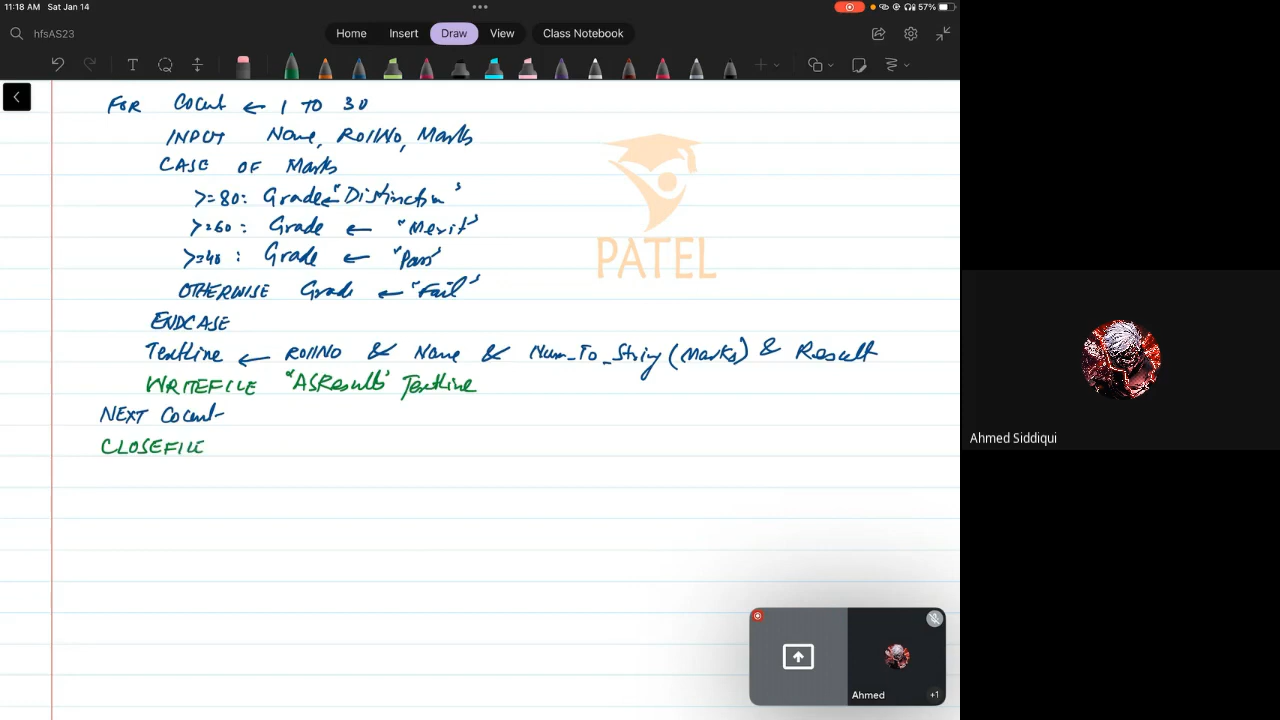 11:18 AM Sat Jan 14
57%
hfsAS23
Home Insert Draw View Class Notebook
FOR Count ← 1 TO 30
INPUT Name, RollNo, Marks
CASE OF Marks
>=80: Grade ← "Distinction"
>=60: Grade ← "Merit"
>=40: Grade ← "Pass"
OTHERWISE Grade ← "Fail"
ENDCASE
TextLine ← RollNo & Name & Num_To_String(Marks) & Result
WRITEFILE "ASResults" TextLine
NEXT Count
CLOSEFILE
PATEL
Ahmed Siddiqui
Ahmed
+1